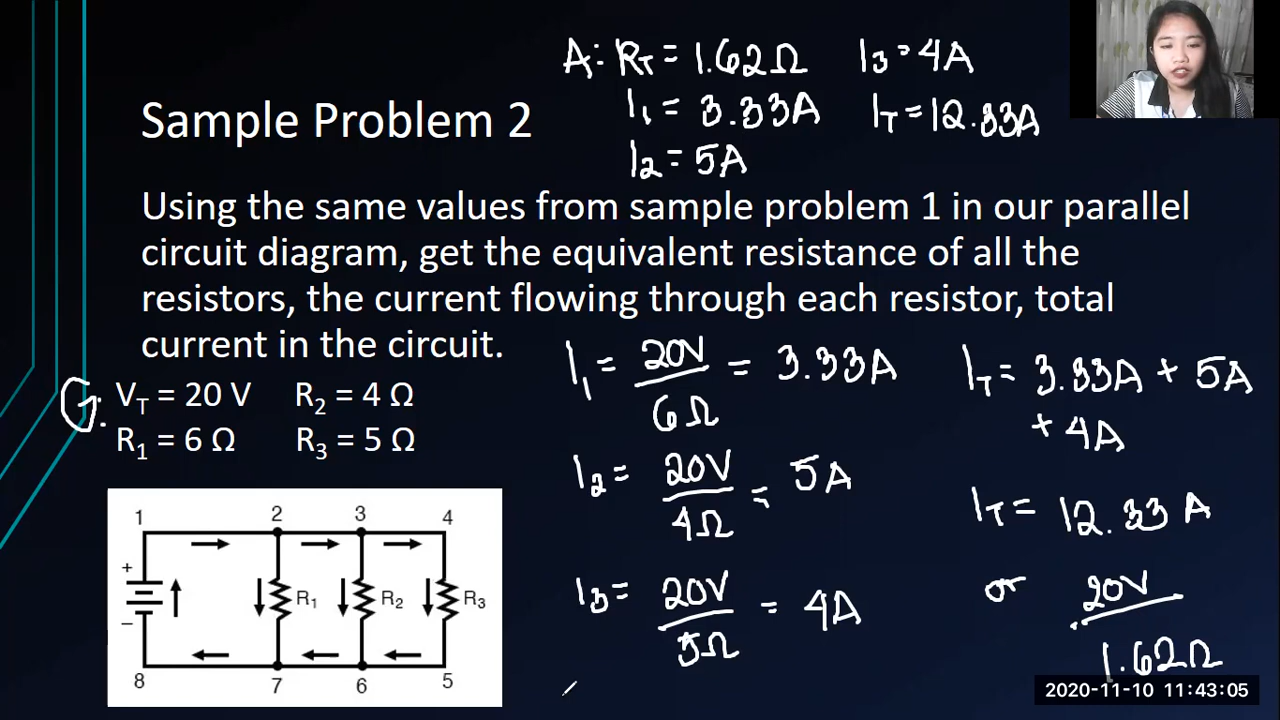 A: RT = 1.62Ω I3 = 4A
I1 = 3.33A IT = 12.33A
I2 = 5A
Sample Problem 2
Using the same values from sample problem 1 in our parallel
circuit diagram, get the equivalent resistance of all the
resistors, the current flowing through each resistor, total
current in the circuit.
G: VT = 20 V R2 = 4 Ω
R1 = 6 Ω R3 = 5 Ω
1 2 3 4
+
R1 R2 R3
–
8 7 6 5
I1 = 20V = 3.33A
6Ω
I2 = 20V = 5A
4Ω
I3 = 20V = 4A
5Ω
IT = 3.33A + 5A
+ 4A
IT = 12.33 A
or 20V
1.62Ω
2020-11-10 11:43:05